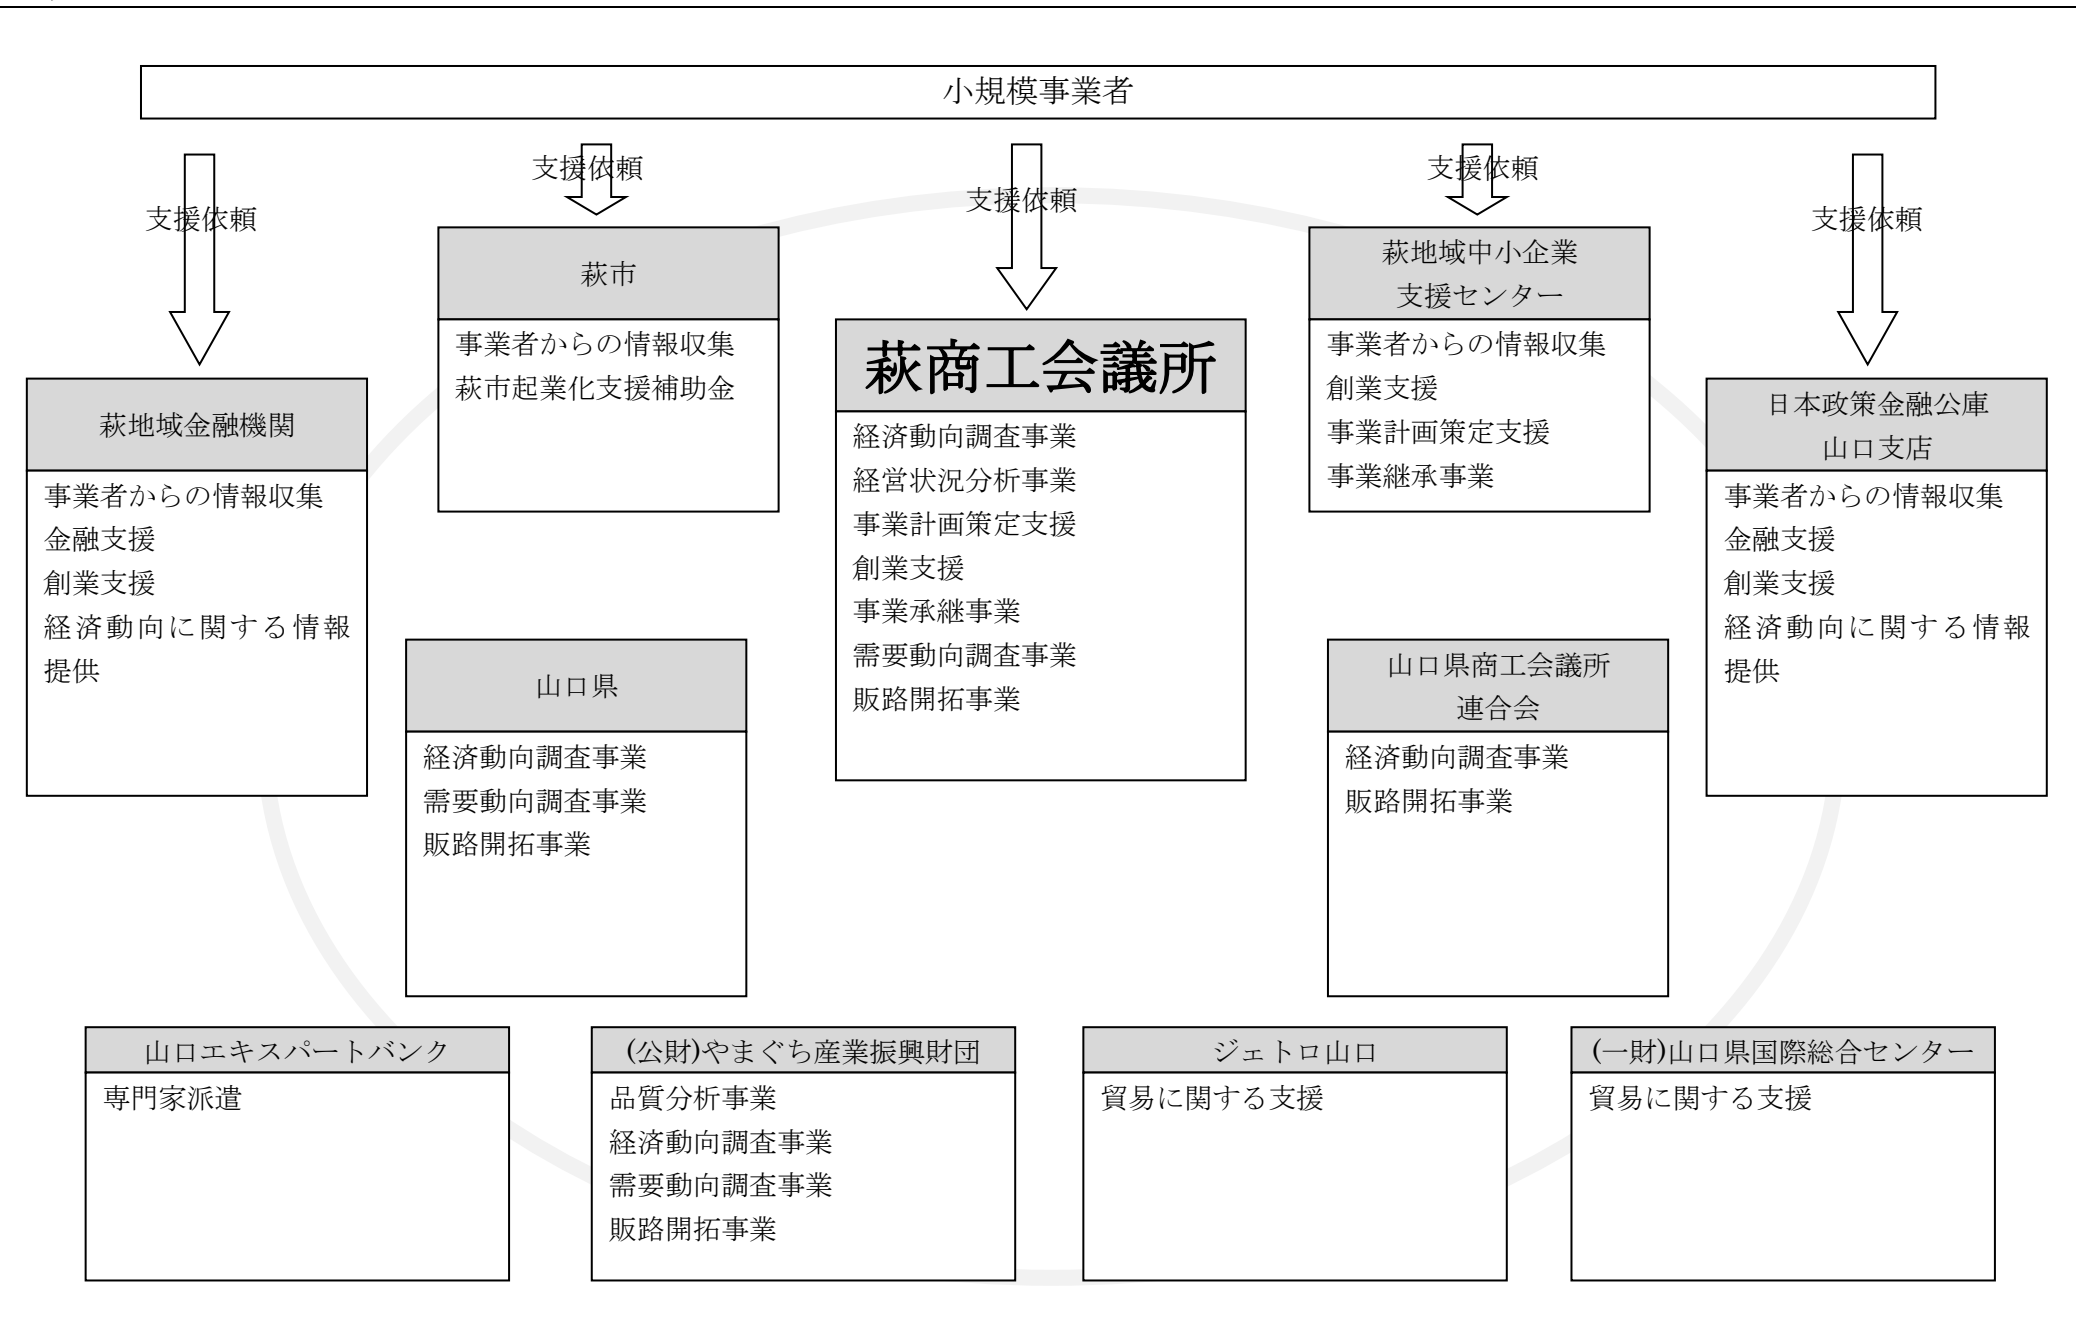 小規模事業者
支援依頼
支援依頼
支援依頼
支援依頼
支援依頼
萩地域金融機関
事業者からの情報収集
金融支援
創業支援
経済動向に関する情報
提供
萩市
事業者からの情報収集
萩市起業化支援補助金
萩商工会議所
経済動向調査事業
経営状況分析事業
事業計画策定支援
創業支援
事業承継事業
需要動向調査事業
販路開拓事業
萩地域中小企業
支援センター
事業者からの情報収集
創業支援
事業計画策定支援
事業継承事業
日本政策金融公庫
山口支店
事業者からの情報収集
金融支援
創業支援
経済動向に関する情報
提供
山口県
経済動向調査事業
需要動向調査事業
販路開拓事業
山口県商工会議所
連合会
経済動向調査事業
販路開拓事業
山口エキスパートバンク
専門家派遣
(公財)やまぐち産業振興財団
品質分析事業
経済動向調査事業
需要動向調査事業
販路開拓事業
ジェトロ山口
貿易に関する支援
(一財)山口県国際総合センター
貿易に関する支援